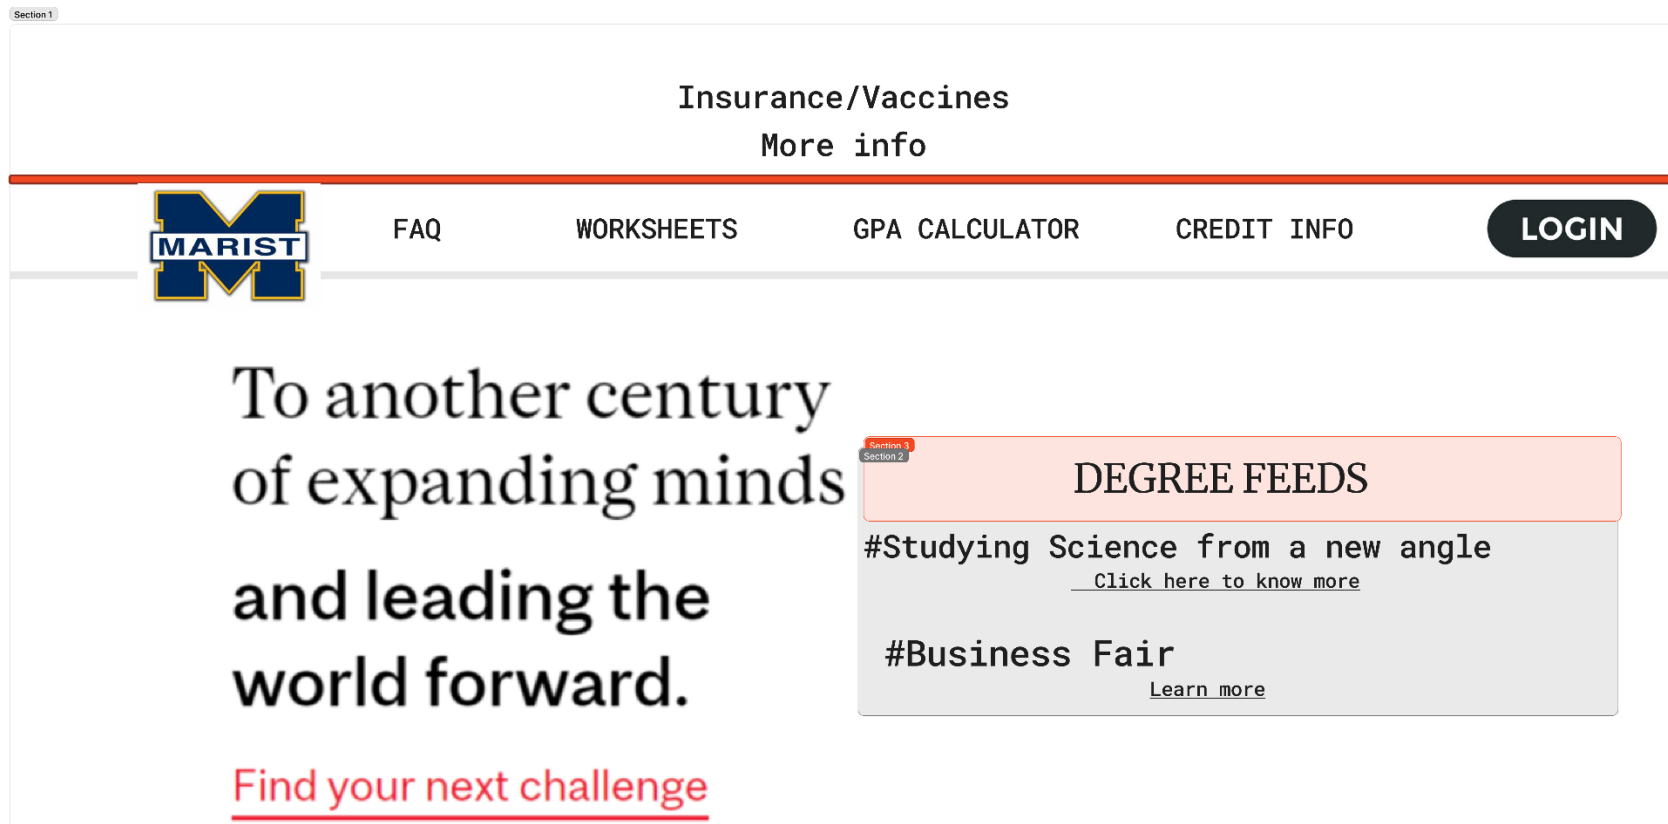 Section 1
Insurance/Vaccines
More info
MARIST
FAQ
WORKSHEETS
GPA CALCULATOR
CREDIT INFO
LOGIN
To another century
of expanding minds
and leading the
world forward.
Find your next challenge
Section 3
Section 2
DEGREE FEEDS
#Studying Science from a new angle
Click here to know more
#Business Fair
Learn more